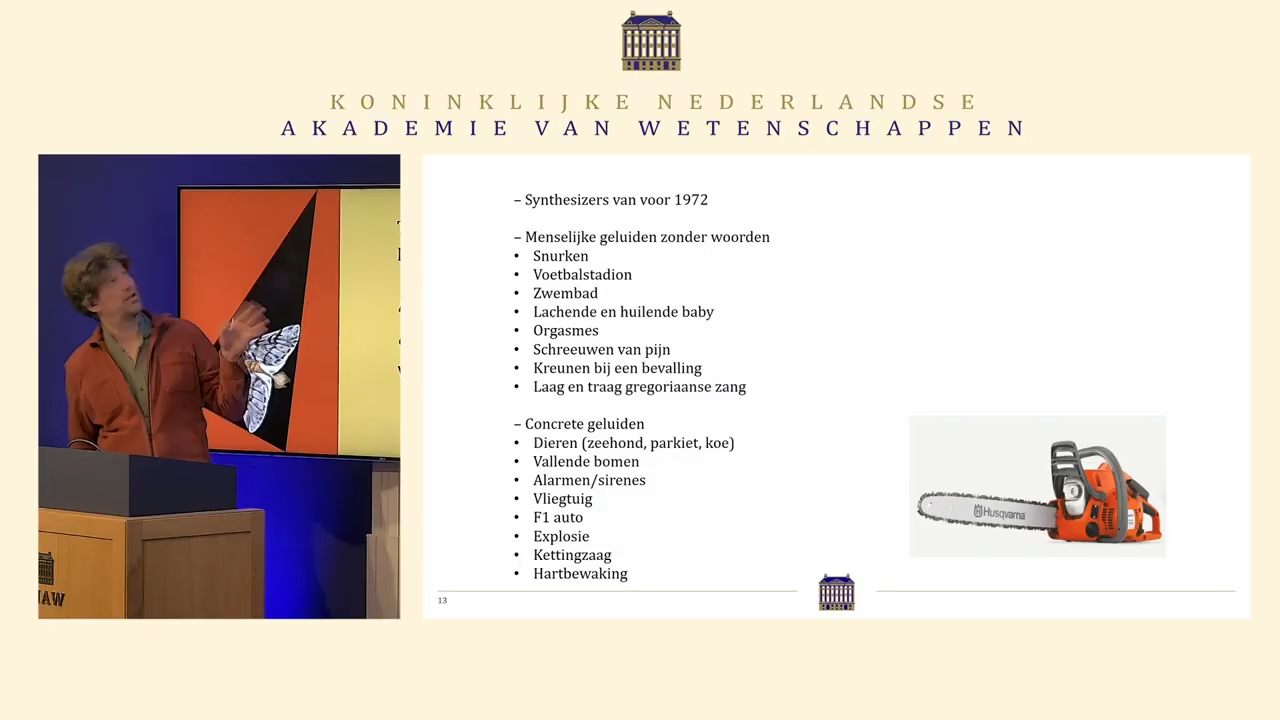 KONINKLIJKE NEDERLANDSE
AKADEMIE VAN WETENSCHAPPEN
– Synthesizers van voor 1972
– Menselijke geluiden zonder woorden
• Snurken
• Voetbalstadion
• Zwembad
• Lachende en huilende baby
• Orgasmes
• Schreeuwen van pijn
• Kreunen bij een bevalling
• Laag en traag gregoriaanse zang
– Concrete geluiden
• Dieren (zeehond, parkiet, koe)
• Vallende bomen
• Alarmen/sirenes
• Vliegtuig
• F1 auto
• Explosie
• Kettingzaag
• Hartbewaking
Husqvarna
13